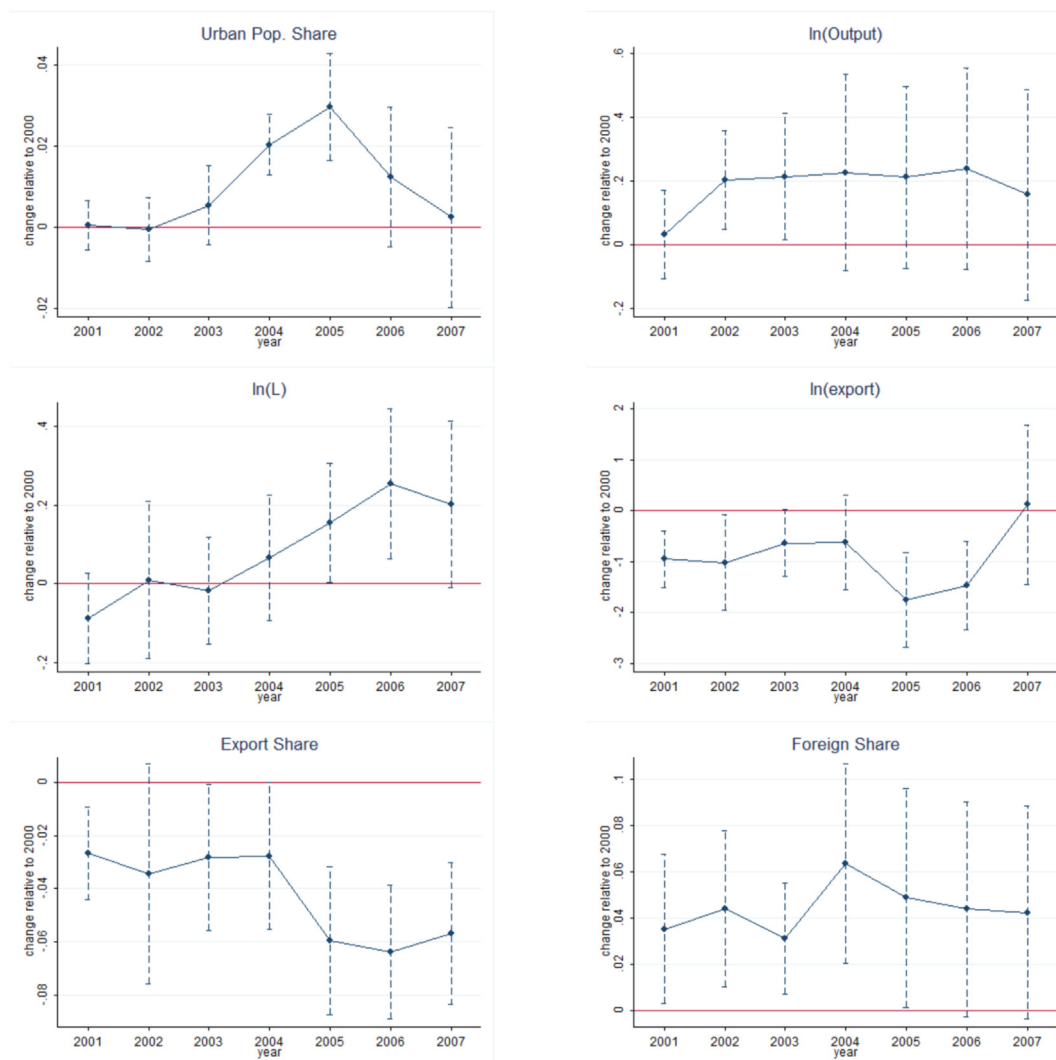 Urban Pop. Share
change relative to 2000
.04
.02
0
-.02
2001 2002 2003 2004 2005 2006 2007
year
ln(Output)
change relative to 2000
.6
.4
.2
0
-.2
2001 2002 2003 2004 2005 2006 2007
year
ln(L)
change relative to 2000
.4
.2
0
-.2
2001 2002 2003 2004 2005 2006 2007
year
ln(export)
change relative to 2000
2
1
0
-1
-2
-3
2001 2002 2003 2004 2005 2006 2007
year
Export Share
change relative to 2000
0
-.02
-.04
-.06
-.08
2001 2002 2003 2004 2005 2006 2007
year
Foreign Share
change relative to 2000
.1
.08
.06
.04
.02
0
2001 2002 2003 2004 2005 2006 2007
year